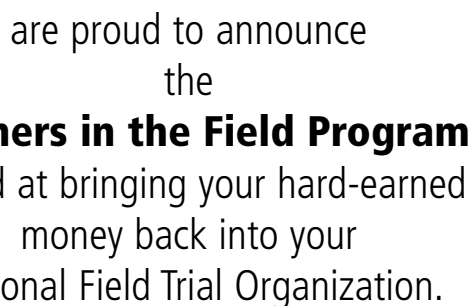 are proud to announce
the
ners in the Field Program
d at bringing your hard-earned
money back into your
onal Field Trial Organization.